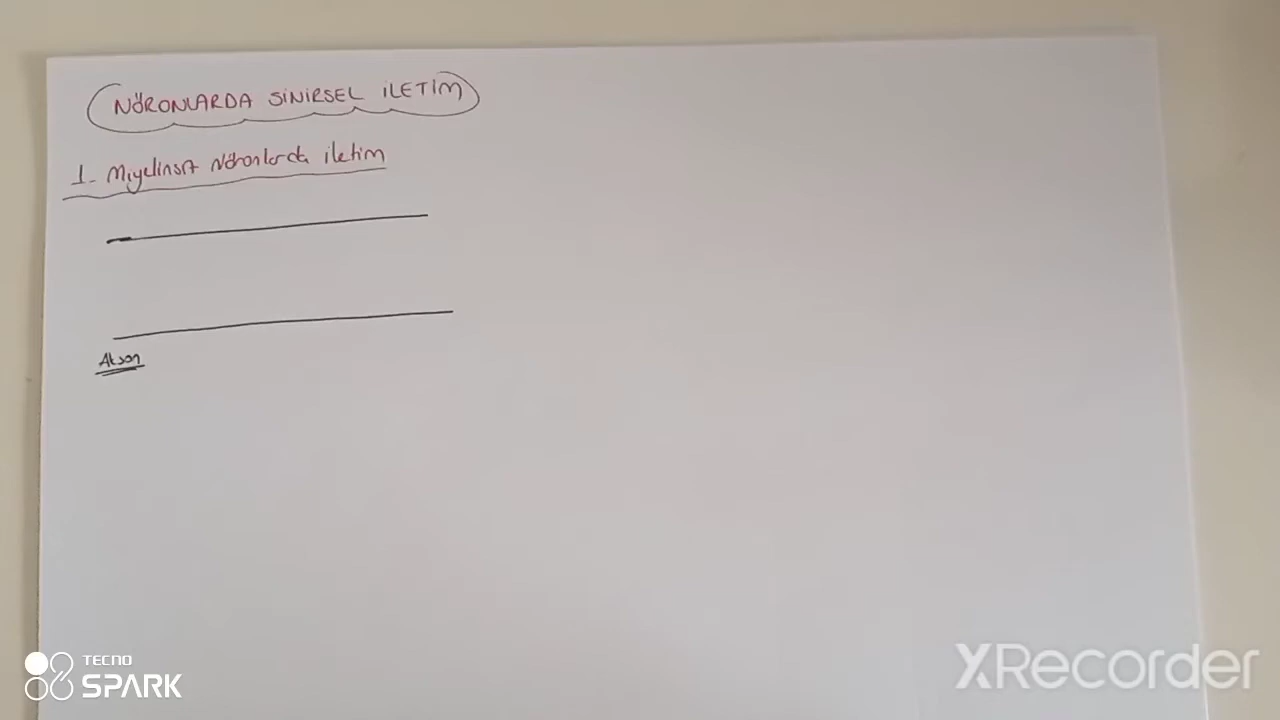 NÖRONLARDA SİNİRSEL İLETİM
1- Miyelinsiz Nöronlarda iletim
Akson
TECNO
SPARK
XRecorder